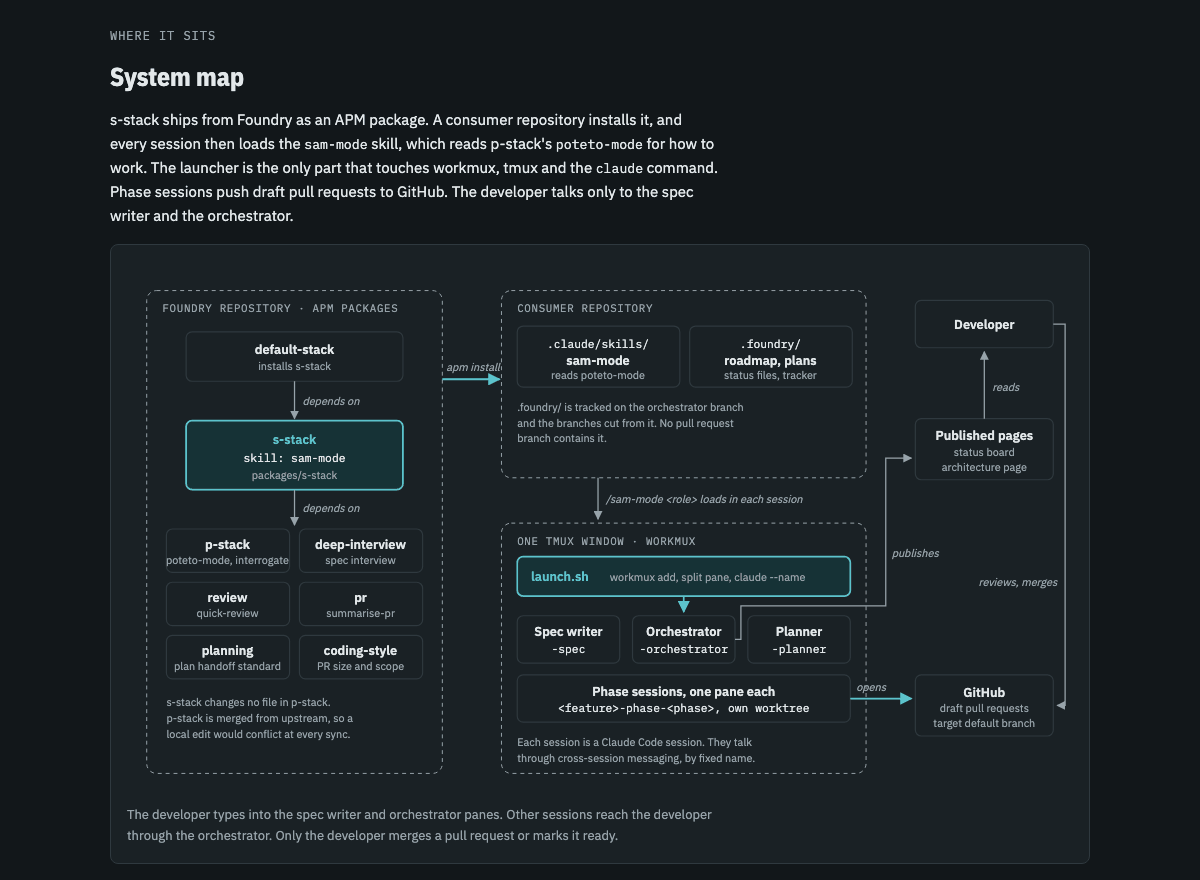 WHERE IT SITS
System map
s-stack ships from Foundry as an APM package. A consumer repository installs it, and
every session then loads the sam-mode skill, which reads p-stack's poteto-mode for how to
work. The launcher is the only part that touches workmux, tmux and the claude command.
Phase sessions push draft pull requests to GitHub. The developer talks only to the spec
writer and the orchestrator.
FOUNDRY REPOSITORY · APM PACKAGES
default-stack
installs s-stack
depends on
s-stack
skill: sam-mode
packages/s-stack
depends on
p-stack
poteto-mode, interrogate
deep-interview
spec interview
review
quick-review
pr
summarise-pr
planning
plan handoff standard
coding-style
PR size and scope
s-stack changes no file in p-stack.
p-stack is merged from upstream, so a
local edit would conflict at every sync.
apm install
CONSUMER REPOSITORY
.claude/skills/
sam-mode
reads poteto-mode
.foundry/
roadmap, plans
status files, tracker
.foundry/ is tracked on the orchestrator branch
and the branches cut from it. No pull request
branch contains it.
/sam-mode <role> loads in each session
ONE TMUX WINDOW · WORKMUX
launch.sh workmux add, split pane, claude --name
Spec writer
-spec
Orchestrator
-orchestrator
Planner
-planner
Phase sessions, one pane each
<feature>-phase-<phase>, own worktree
Each session is a Claude Code session. They talk
through cross-session messaging, by fixed name.
Developer
reads
Published pages
status board
architecture page
publishes
reviews, merges
opens
GitHub
draft pull requests
target default branch
The developer types into the spec writer and orchestrator panes. Other sessions reach the developer
through the orchestrator. Only the developer merges a pull request or marks it ready.